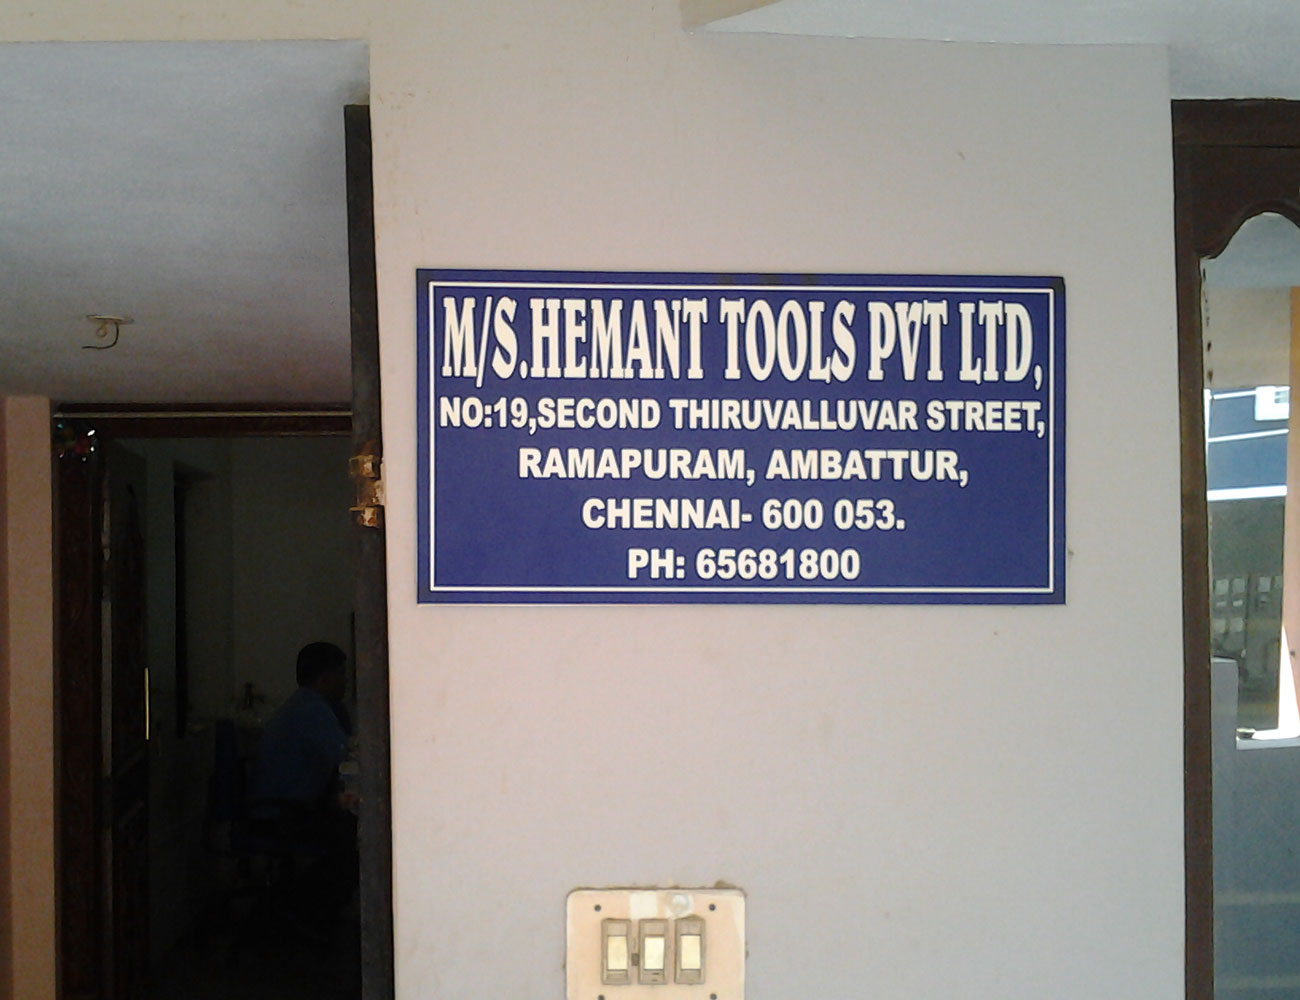 M/S.HEMANT TOOLS PVT LTD,
NO:19,SECOND THIRUVALLUVAR STREET,
RAMAPURAM, AMBATTUR,
CHENNAI- 600 053.
PH: 65681800